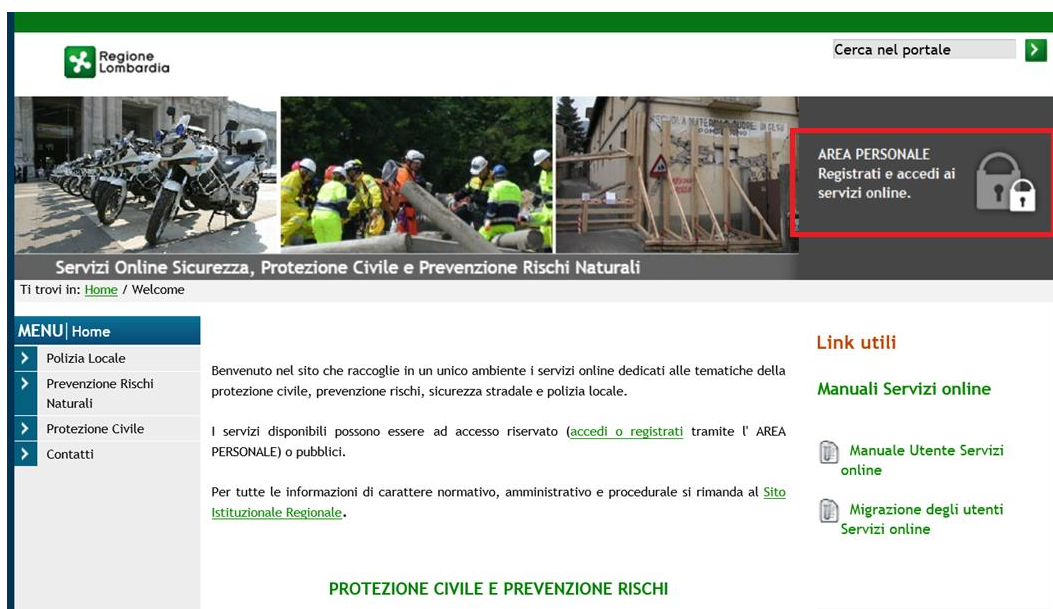 Regione
Lombardia
Cerca nel portale
AREA PERSONALE
Registrati e accedi ai
servizi online.
Servizi Online Sicurezza, Protezione Civile e Prevenzione Rischi Naturali
Ti trovi in: Home / Welcome
MENU| Home
Polizia Locale
Prevenzione Rischi
Naturali
Protezione Civile
Contatti
Benvenuto nel sito che raccoglie in un unico ambiente i servizi online dedicati alle tematiche della
protezione civile, prevenzione rischi, sicurezza stradale e polizia locale.
I servizi disponibili possono essere ad accesso riservato (accedi o registrati tramite l' AREA
PERSONALE) o pubblici.
Per tutte le informazioni di carattere normativo, amministrativo e procedurale si rimanda al Sito
Istituzionale Regionale.
PROTEZIONE CIVILE E PREVENZIONE RISCHI
Link utili
Manuali Servizi online
Manuale Utente Servizi
online
Migrazione degli utenti
Servizi online